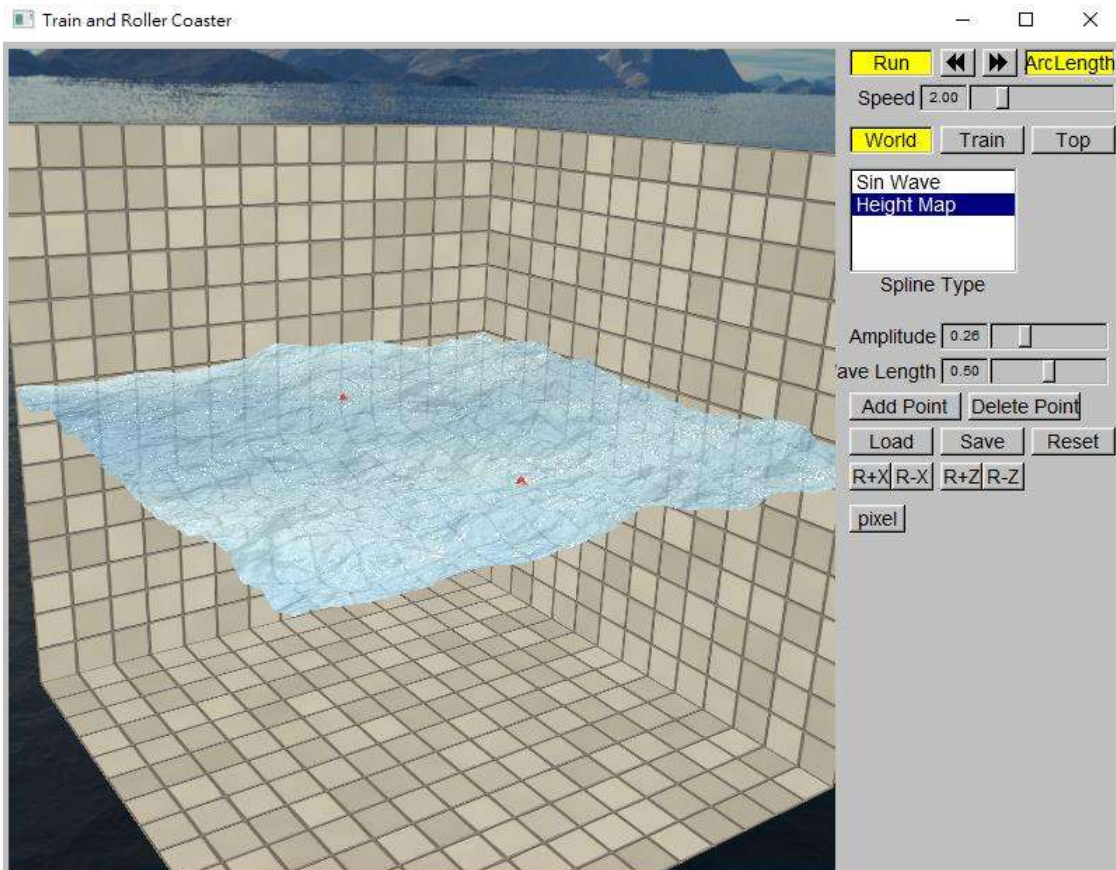 Train and Roller Coaster
Run ArcLength
Speed 2.00
World Train Top
Sin Wave
Height Map
Spline Type
Amplitude 0.26
ave Length 0.50
Add Point Delete Point
Load Save Reset
R+X R-X R+Z R-Z
pixel